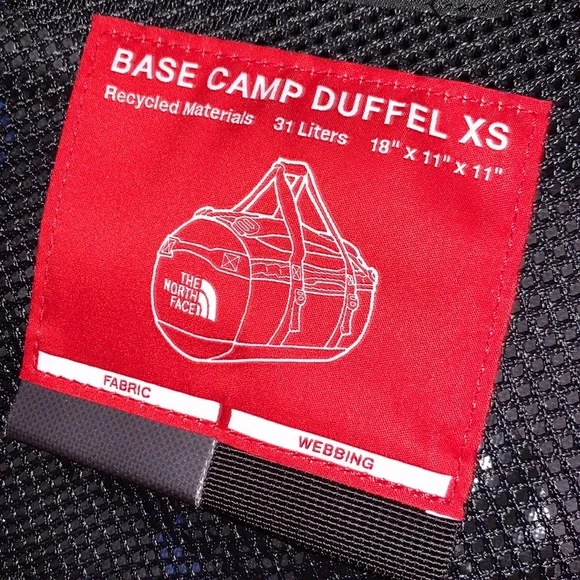 BASE CAMP DUFFEL XS
Recycled Materials 31 Liters 18" x 11" x 11"
THE
NORTH
FACE
FABRIC
WEBBING